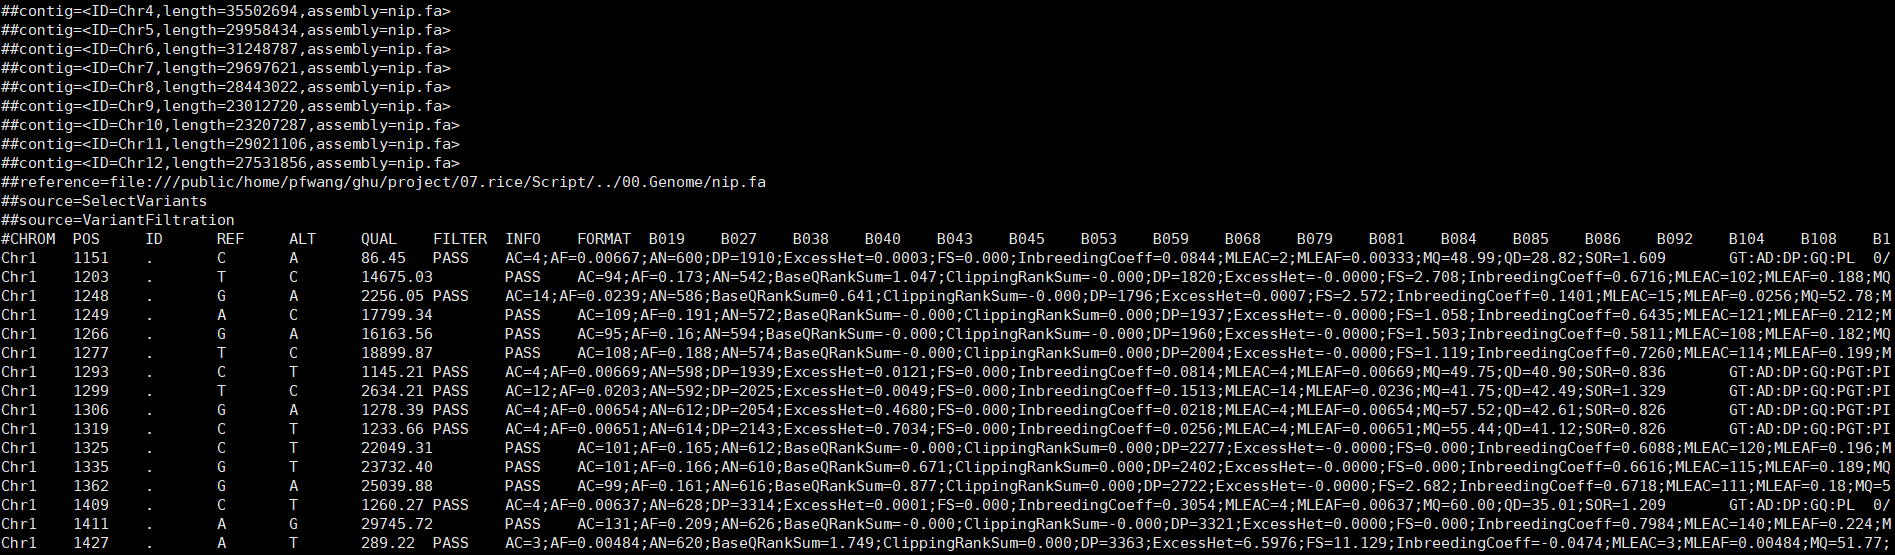 ##contig=<ID=Chr4,length=35502694,assembly=nip.fa>
##contig=<ID=Chr5,length=29958434,assembly=nip.fa>
##contig=<ID=Chr6,length=31248787,assembly=nip.fa>
##contig=<ID=Chr7,length=29697621,assembly=nip.fa>
##contig=<ID=Chr8,length=28443022,assembly=nip.fa>
##contig=<ID=Chr9,length=23012720,assembly=nip.fa>
##contig=<ID=Chr10,length=23207287,assembly=nip.fa>
##contig=<ID=Chr11,length=29021106,assembly=nip.fa>
##contig=<ID=Chr12,length=27531856,assembly=nip.fa>
##reference=file:///public/home/pfwang/ghu/project/07.rice/Script/../00.Genome/nip.fa
##source=SelectVariants
##source=VariantFiltration
#CHROM POS ID REF ALT QUAL FILTER INFO FORMAT B019 B027 B038 B040 B043 B045 B053 B059 B068 B079 B081 B084 B085 B086 B092 B104 B108 B1
Chr1 1151 . C A 86.45 PASS AC=4;AF=0.00667;AN=600;DP=1910;ExcessHet=0.0003;FS=0.000;InbreedingCoeff=0.0844;MLEAC=2;MLEAF=0.00333;MQ=48.99;QD=28.82;SOR=1.609 GT:AD:DP:GQ:PL 0/
Chr1 1203 . T C 14675.03 PASS AC=94;AF=0.173;AN=542;BaseQRankSum=1.047;ClippingRankSum=-0.000;DP=1820;ExcessHet=-0.0000;FS=2.708;InbreedingCoeff=0.6716;MLEAC=102;MLEAF=0.188;MQ
Chr1 1248 . G A 2256.05 PASS AC=14;AF=0.0239;AN=586;BaseQRankSum=0.641;ClippingRankSum=-0.000;DP=1796;ExcessHet=0.0007;FS=2.572;InbreedingCoeff=0.1401;MLEAC=15;MLEAF=0.0256;MQ=52.78;M
Chr1 1249 . A C 17799.34 PASS AC=109;AF=0.191;AN=572;BaseQRankSum=-0.000;ClippingRankSum=0.000;DP=1937;ExcessHet=-0.0000;FS=1.058;InbreedingCoeff=0.6435;MLEAC=121;MLEAF=0.212;M
Chr1 1266 . G A 16163.56 PASS AC=95;AF=0.16;AN=594;BaseQRankSum=-0.000;ClippingRankSum=-0.000;DP=1960;ExcessHet=-0.0000;FS=1.503;InbreedingCoeff=0.5811;MLEAC=108;MLEAF=0.182;MQ
Chr1 1277 . T C 18899.87 PASS AC=108;AF=0.188;AN=574;BaseQRankSum=-0.000;ClippingRankSum=0.000;DP=2004;ExcessHet=-0.0000;FS=1.119;InbreedingCoeff=0.7260;MLEAC=114;MLEAF=0.199;M
Chr1 1293 . C T 1145.21 PASS AC=4;AF=0.00669;AN=598;DP=1939;ExcessHet=0.0121;FS=0.000;InbreedingCoeff=0.0814;MLEAC=4;MLEAF=0.00669;MQ=49.75;QD=40.90;SOR=0.836 GT:AD:DP:GQ:PGT:PI
Chr1 1299 . T C 2634.21 PASS AC=12;AF=0.0203;AN=592;DP=2025;ExcessHet=0.0049;FS=0.000;InbreedingCoeff=0.1513;MLEAC=14;MLEAF=0.0236;MQ=41.75;QD=42.49;SOR=1.329 GT:AD:DP:GQ:PGT:PI
Chr1 1306 . G A 1278.39 PASS AC=4;AF=0.00654;AN=612;DP=2054;ExcessHet=0.4680;FS=0.000;InbreedingCoeff=0.0218;MLEAC=4;MLEAF=0.00654;MQ=57.52;QD=42.61;SOR=0.826 GT:AD:DP:GQ:PGT:PI
Chr1 1319 . C T 1233.66 PASS AC=4;AF=0.00651;AN=614;DP=2143;ExcessHet=0.7034;FS=0.000;InbreedingCoeff=0.0256;MLEAC=4;MLEAF=0.00651;MQ=55.44;QD=41.12;SOR=0.826 GT:AD:DP:GQ:PGT:PI
Chr1 1325 . C T 22049.31 PASS AC=101;AF=0.165;AN=612;BaseQRankSum=-0.000;ClippingRankSum=-0.000;DP=2277;ExcessHet=-0.0000;FS=0.000;InbreedingCoeff=0.6088;MLEAC=120;MLEAF=0.196;M
Chr1 1335 . G T 23732.40 PASS AC=101;AF=0.166;AN=610;BaseQRankSum=0.671;ClippingRankSum=0.000;DP=2402;ExcessHet=-0.0000;FS=0.000;InbreedingCoeff=0.6616;MLEAC=115;MLEAF=0.189;MQ
Chr1 1362 . G A 25039.88 PASS AC=99;AF=0.161;AN=616;BaseQRankSum=0.877;ClippingRankSum=0.000;DP=2722;ExcessHet=-0.0000;FS=2.682;InbreedingCoeff=0.6718;MLEAC=111;MLEAF=0.18;MQ=5
Chr1 1409 . C T 1260.27 PASS AC=4;AF=0.00637;AN=628;DP=3314;ExcessHet=0.0001;FS=0.000;InbreedingCoeff=0.3054;MLEAC=4;MLEAF=0.00637;MQ=60.00;QD=35.01;SOR=1.209 GT:AD:DP:GQ:PL 0/
Chr1 1411 . A G 29745.72 PASS AC=131;AF=0.209;AN=626;BaseQRankSum=-0.000;ClippingRankSum=-0.000;DP=3321;ExcessHet=0.0000;FS=0.000;InbreedingCoeff=0.7984;MLEAC=140;MLEAF=0.224;M
Chr1 1427 . A T 289.22 PASS AC=3;AF=0.00484;AN=620;BaseQRankSum=1.749;ClippingRankSum=0.000;DP=3363;ExcessHet=6.5976;FS=11.129;InbreedingCoeff=-0.0474;MLEAC=3;MLEAF=0.00484;MQ=51.77;